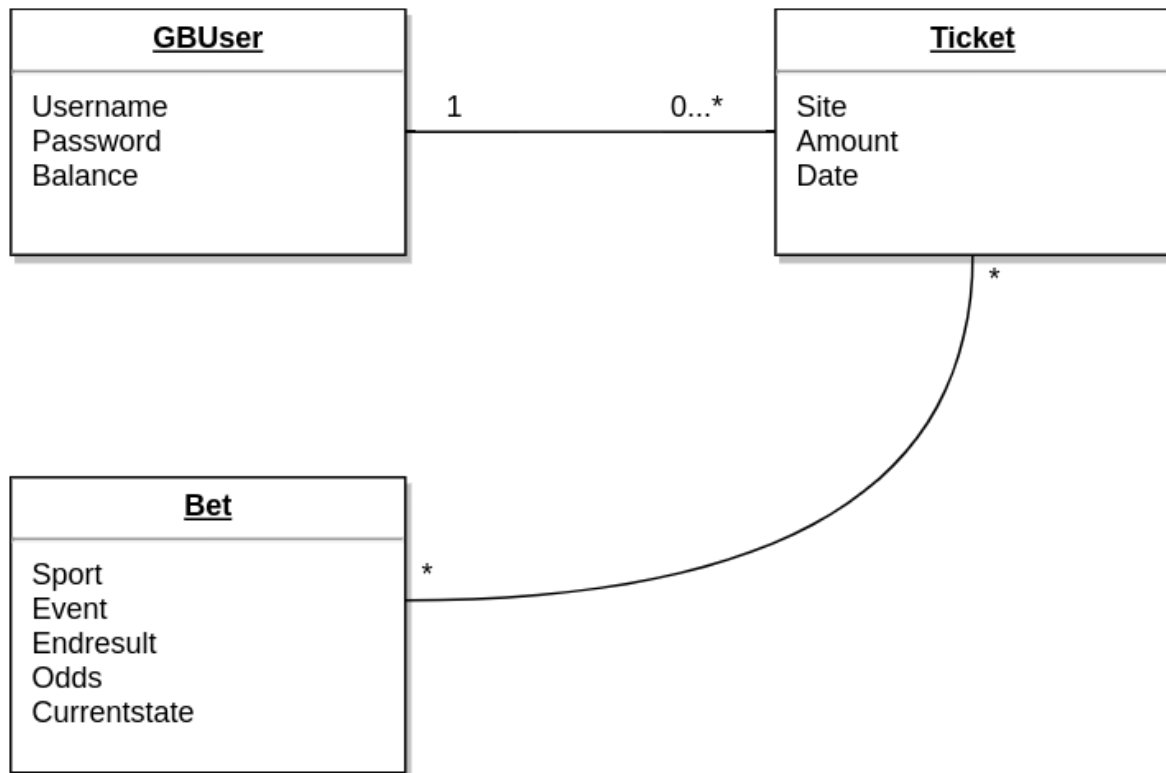 GBUser
Username
Password
Balance
1
0...*
Ticket
Site
Amount
Date
*
Bet
Sport
Event
Endresult
Odds
Currentstate
*